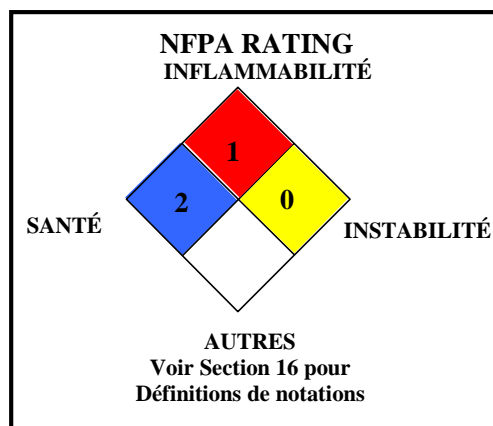 NFPA RATING
INFLAMMABILITÉ
1
2
0
SANTÉ
INSTABILITÉ
AUTRES
Voir Section 16 pour
Définitions de notations